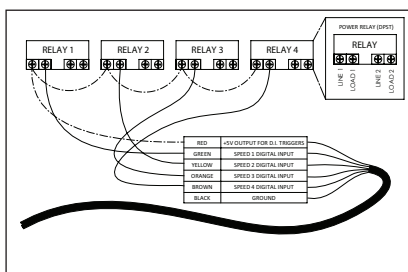 POWER RELAY (DPST)
RELAY 1
RELAY 2
RELAY 3
RELAY 4
RELAY
LINE 1
LOAD 1
LINE 2
LOAD 2
RED +5V OUTPUT FOR D.I. TRIGGERS
GREEN SPEED 1 DIGITAL INPUT
YELLOW SPEED 2 DIGITAL INPUT
ORANGE SPEED 3 DIGITAL INPUT
BROWN SPEED 4 DIGITAL INPUT
BLACK GROUND